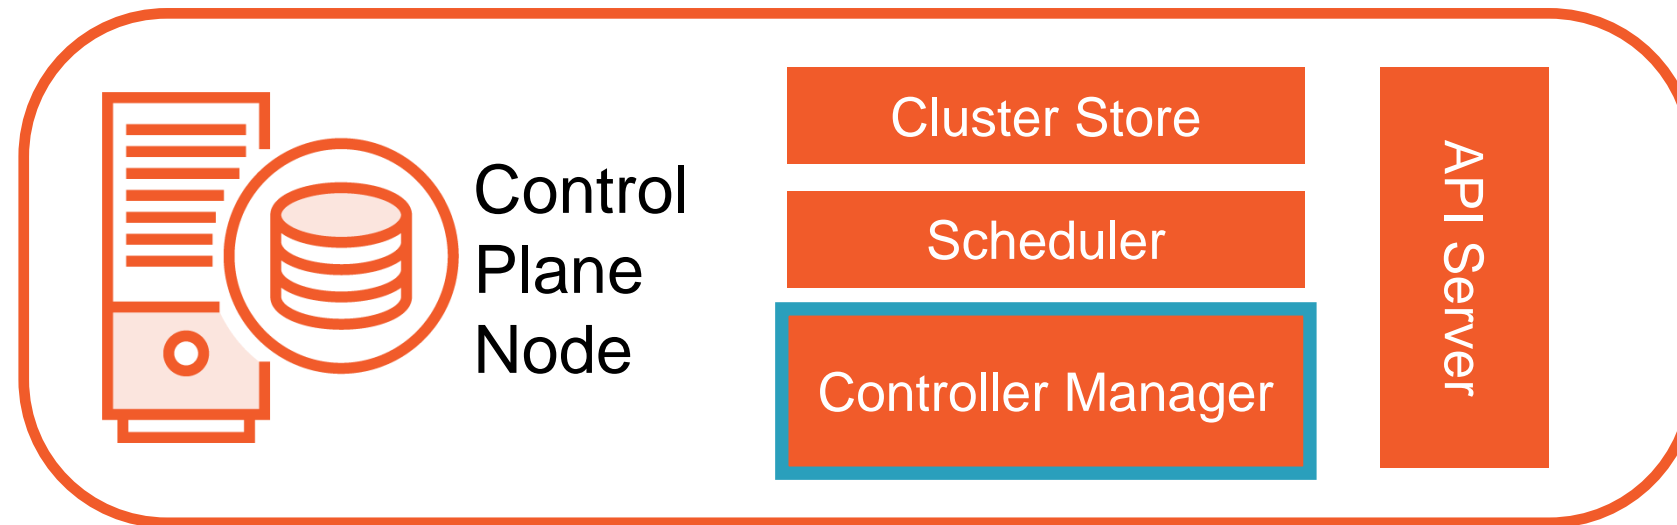 Control
Plane
Node
Cluster Store
Scheduler
Controller Manager
API Server